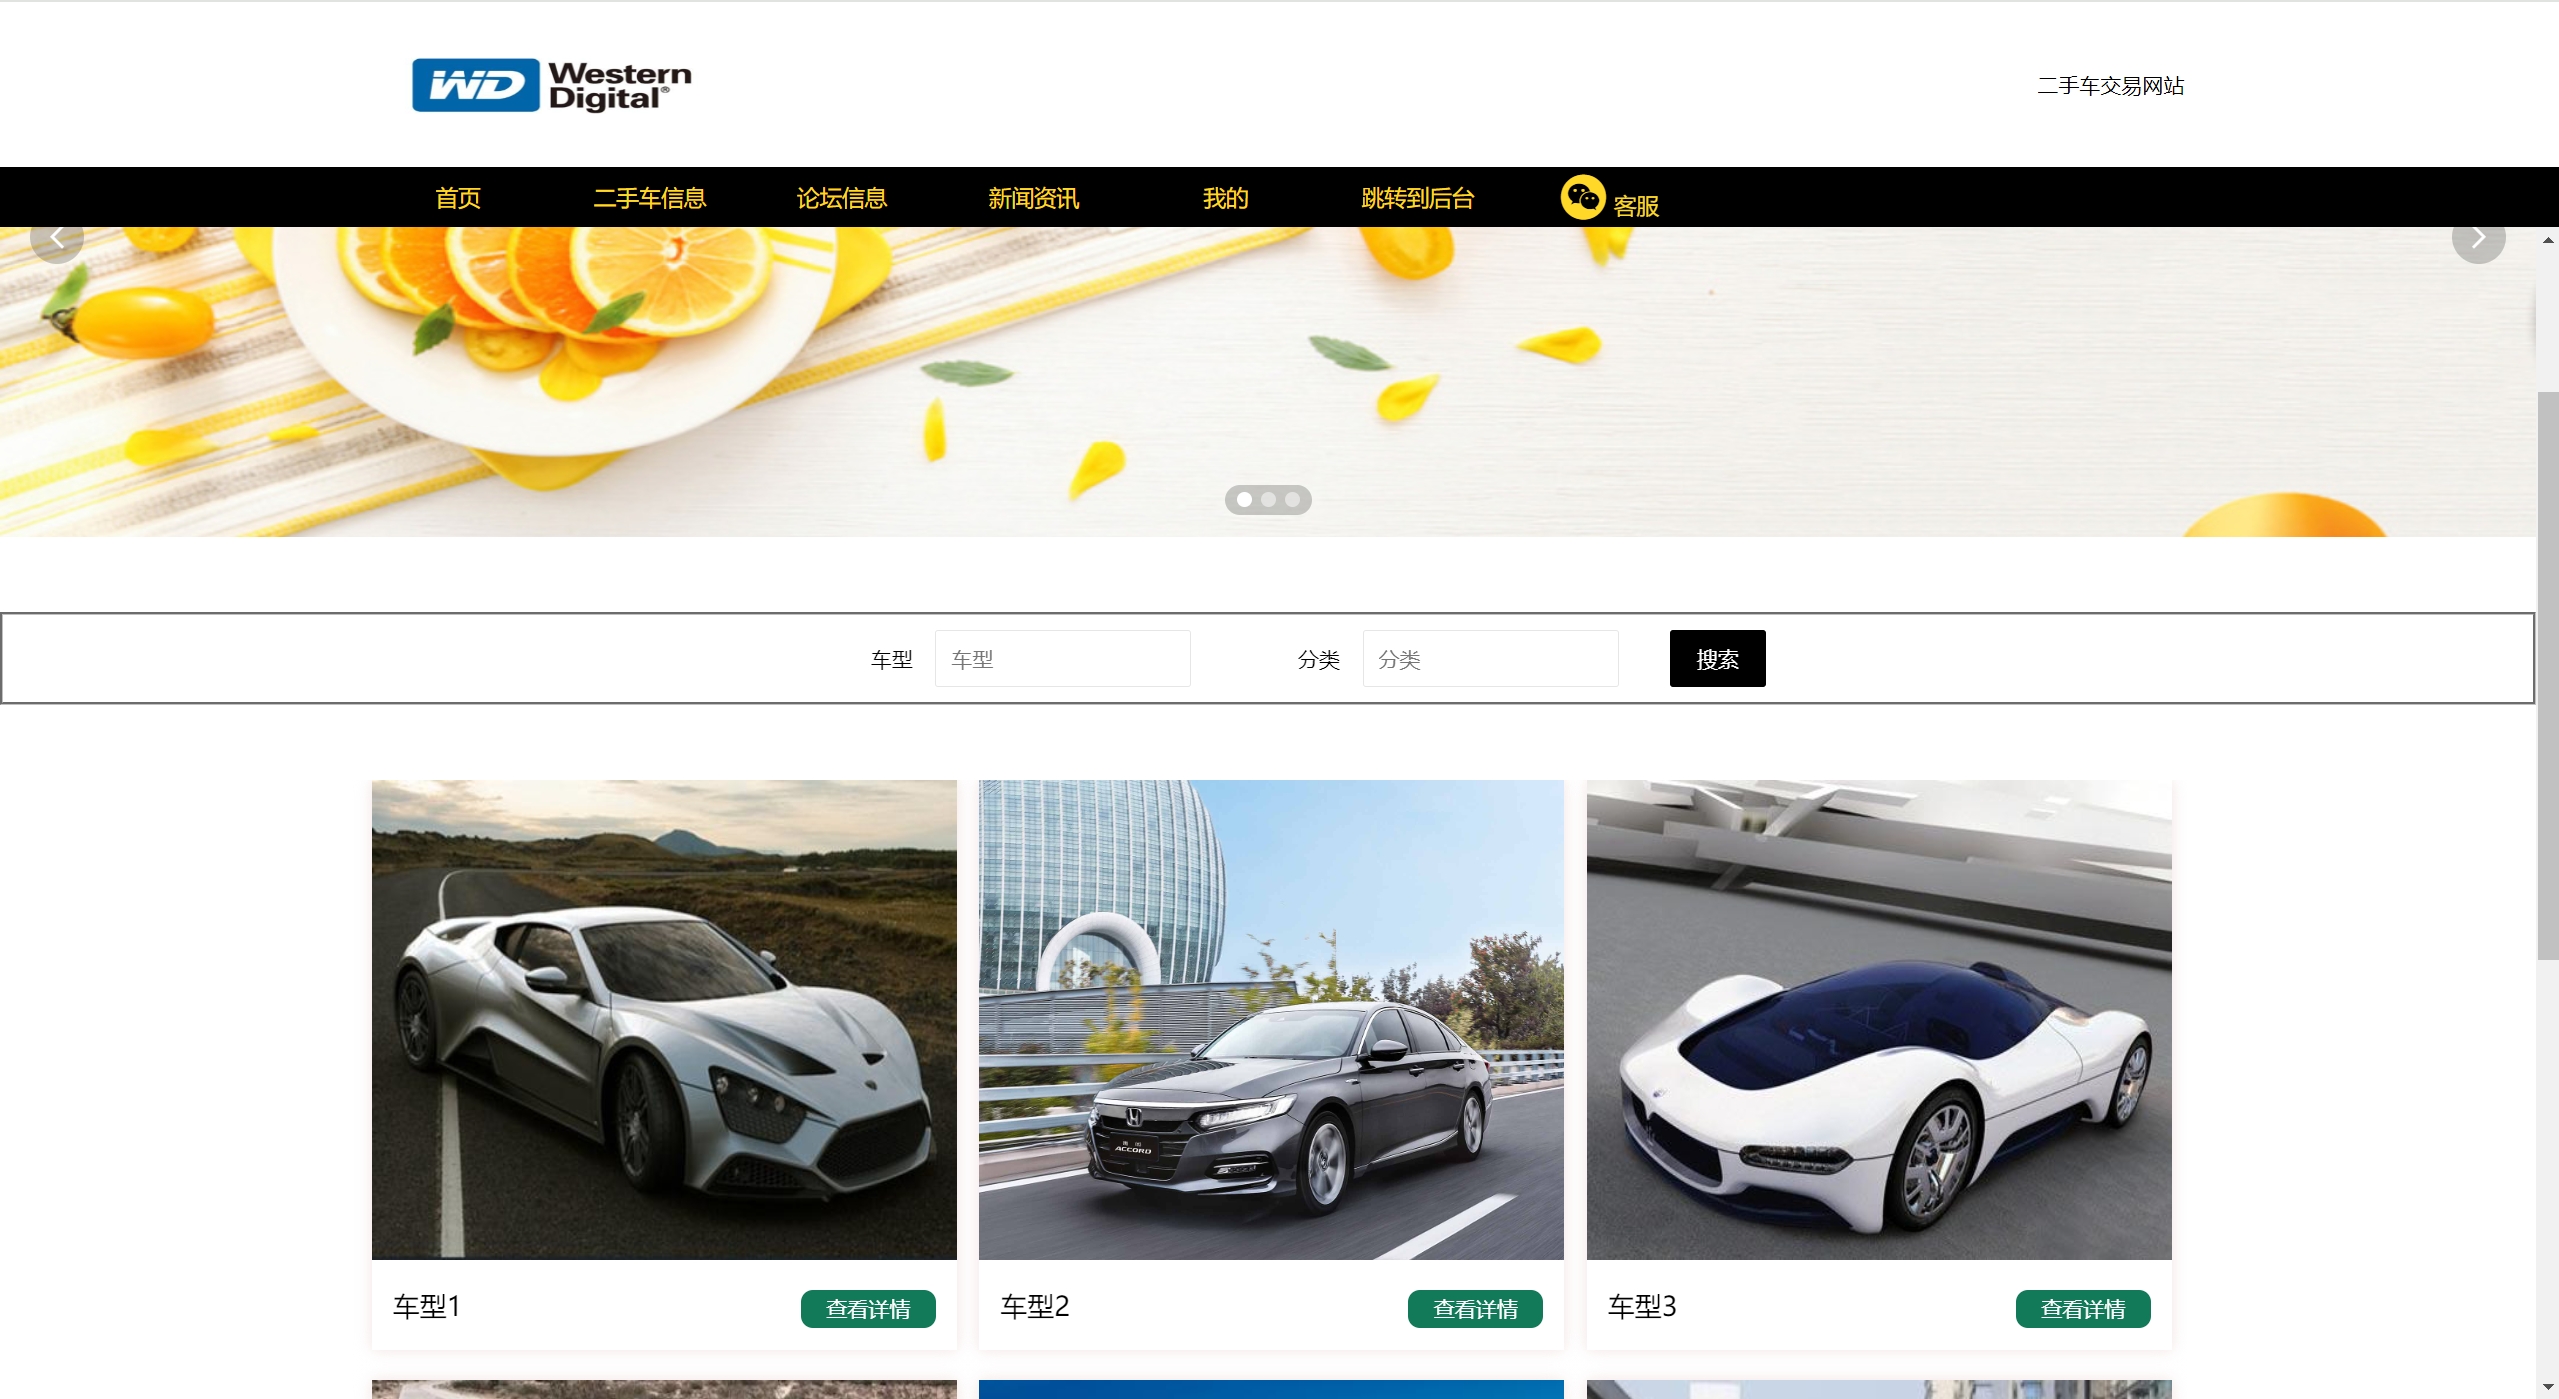 WD Western
Digital®
二手车交易网站
首页 二手车信息 论坛信息 新闻资讯 我的 跳转到后台 客服
车型 车型 分类 分类 搜索
ACCORD
车型1 查看详情 车型2 查看详情 车型3 查看详情